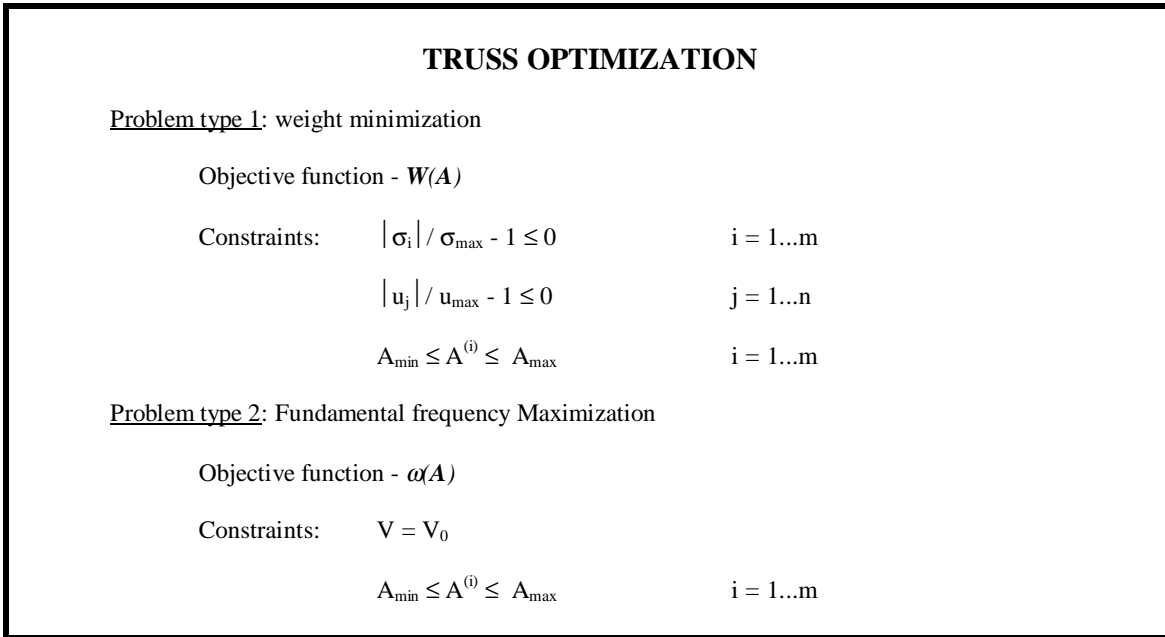 TRUSS OPTIMIZATION
Problem type 1: weight minimization
Objective function - W(A)
Constraints: |σi| / σmax - 1 ≤ 0 i = 1...m
|uj| / umax - 1 ≤ 0 j = 1...n
Amin ≤ A(i) ≤ Amax i = 1...m
Problem type 2: Fundamental frequency Maximization
Objective function - ω(A)
Constraints: V = V0
Amin ≤ A(i) ≤ Amax i = 1...m